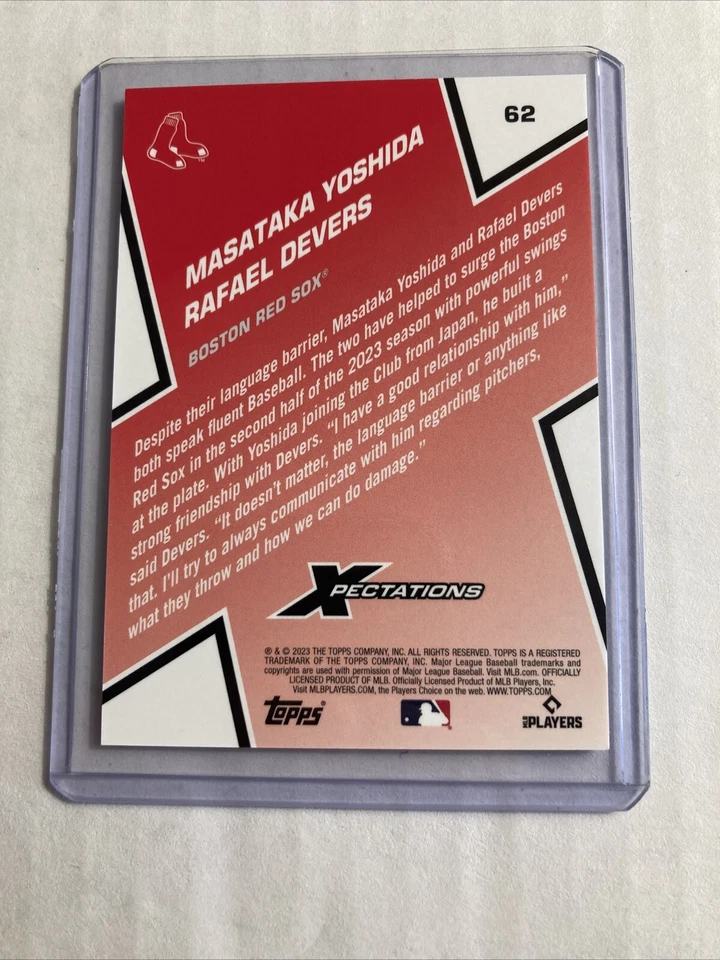 62
MASATAKA YOSHIDA
RAFAEL DEVERS
BOSTON RED SOX®
Despite their language barrier, Masataka Yoshida and Rafael Devers
both speak fluent Baseball. The two have helped to surge the Boston
Red Sox in the second half of the 2023 season with powerful swings
at the plate. With Yoshida joining the Club from Japan, he built a
strong friendship with Devers. “I have a good relationship with him,”
said Devers. “It doesn't matter, the language barrier or anything like
that. I'll try to always communicate with him regarding pitchers,
what they throw and how we can do damage.”
XPECTATIONS
® & © 2023 THE TOPPS COMPANY, INC. ALL RIGHTS RESERVED. TOPPS IS A REGISTERED
TRADEMARK OF THE TOPPS COMPANY, INC. Major League Baseball trademarks and
copyrights are used with permission of Major League Baseball. Visit MLB.com. OFFICIALLY
LICENSED PRODUCT OF MLB. Officially Licensed Product of MLB Players, Inc.
Visit MLBPLAYERS.COM, the Players Choice on the web. WWW.TOPPS.COM
Topps
MLB PLAYERS